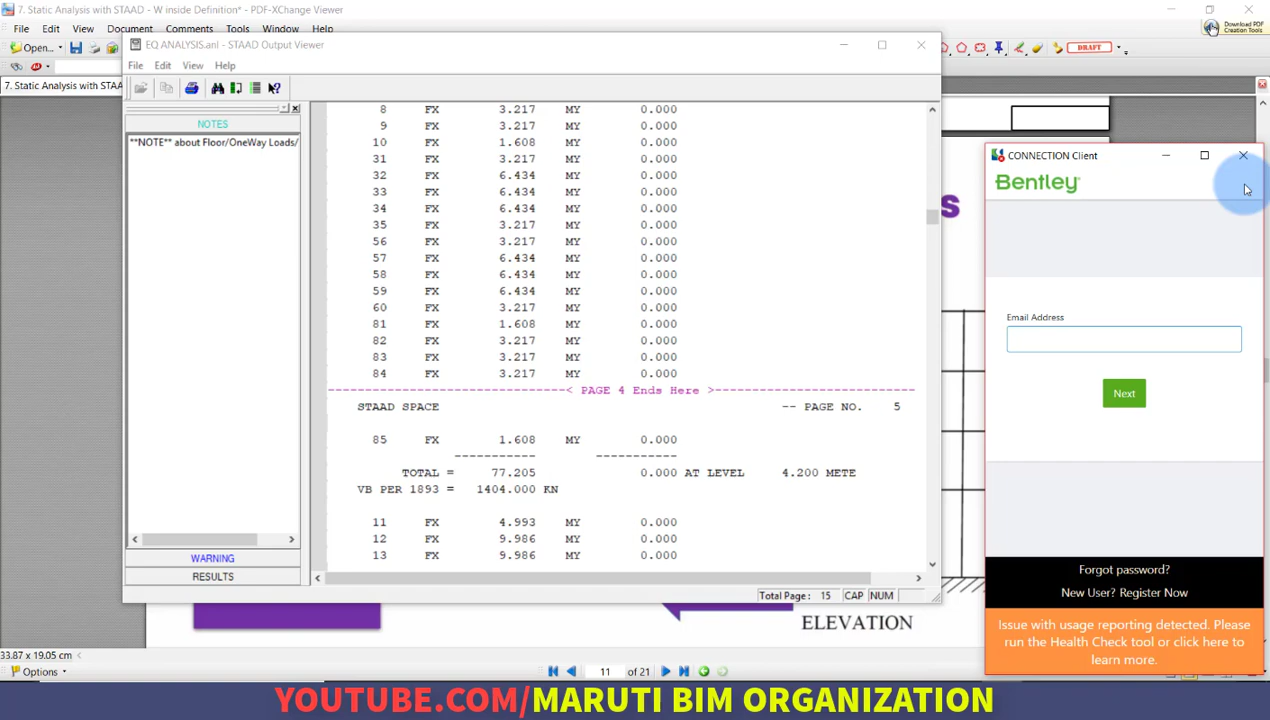 7. Static Analysis with STAAD - W inside Definition* - PDF-XChange Viewer
File Edit View Document Comments Tools Window Help
Open...
DRAFT
Download PDF
Creation Tools
7. Static Analysis with STAA
EQ ANALYSIS.anl - STAAD Output Viewer
File Edit View Help
NOTES
**NOTE** about Floor/OneWay Loads/
WARNING
RESULTS
8 FX 3.217 MY 0.000
9 FX 3.217 MY 0.000
10 FX 1.608 MY 0.000
31 FX 3.217 MY 0.000
32 FX 6.434 MY 0.000
33 FX 6.434 MY 0.000
34 FX 6.434 MY 0.000
35 FX 3.217 MY 0.000
56 FX 3.217 MY 0.000
57 FX 6.434 MY 0.000
58 FX 6.434 MY 0.000
59 FX 6.434 MY 0.000
60 FX 3.217 MY 0.000
81 FX 1.608 MY 0.000
82 FX 3.217 MY 0.000
83 FX 3.217 MY 0.000
84 FX 3.217 MY 0.000
< PAGE 4 Ends Here >
STAAD SPACE -- PAGE NO. 5
85 FX 1.608 MY 0.000
TOTAL = 77.205 0.000 AT LEVEL 4.200 METE
VB PER 1893 = 1404.000 KN
11 FX 4.993 MY 0.000
12 FX 9.986 MY 0.000
13 FX 9.986 MY 0.000
Total Page: 15 CAP NUM
S
CONNECTION Client
Bentley
Email Address
Next
Forgot password?
New User? Register Now
Issue with usage reporting detected. Please
run the Health Check tool or click here to
learn more.
ELEVATION
33.87 x 19.05 cm
Options
11 of 21
YOUTUBE.COM/MARUTI BIM ORGANIZATION